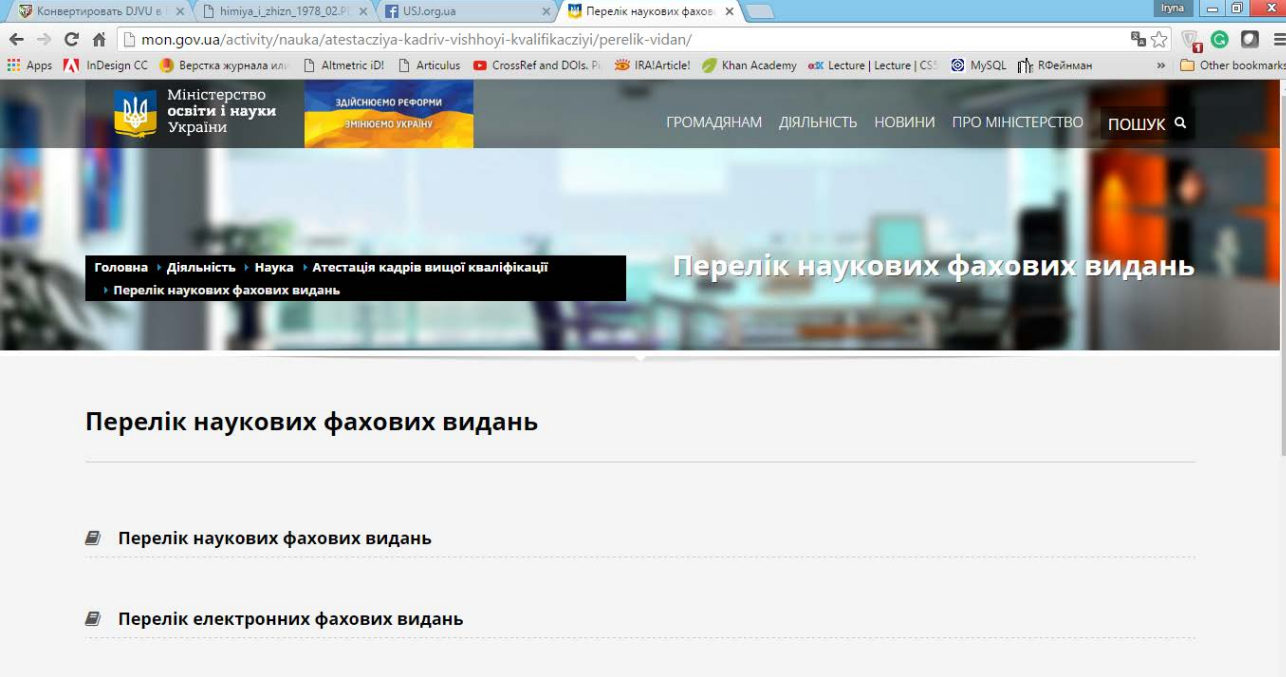 Конвертировать DJVU в
himiya_i_zhizn_1978_02.P
USJ.org.ua
Перелік наукових фахов
Iryna
mon.gov.ua/activity/nauka/atestacziya-kadriv-vishhoyi-kvalifikacziyi/perelik-vidan/
Apps
InDesign CC
Верстка журнала ил
Altmetric iD!
Articulus
CrossRef and DOIs. P
IRA!Article!
Khan Academy
Lecture | Lecture | CS
MySQL
RФейнман
»
Other bookmarks
Міністерство
освіти і науки
України
ЗДІЙСНЮЄМО РЕФОРМИ
ЗМІНЮЄМО УКРАЇНУ
ГРОМАДЯНАМ ДІЯЛЬНІСТЬ НОВИНИ ПРО МІНІСТЕРСТВО ПОШУК
Головна Діяльність Наука Атестація кадрів вищої кваліфікації
Перелік наукових фахових видань
Перелік наукових фахових видань
Перелік наукових фахових видань
Перелік наукових фахових видань
Перелік електронних фахових видань